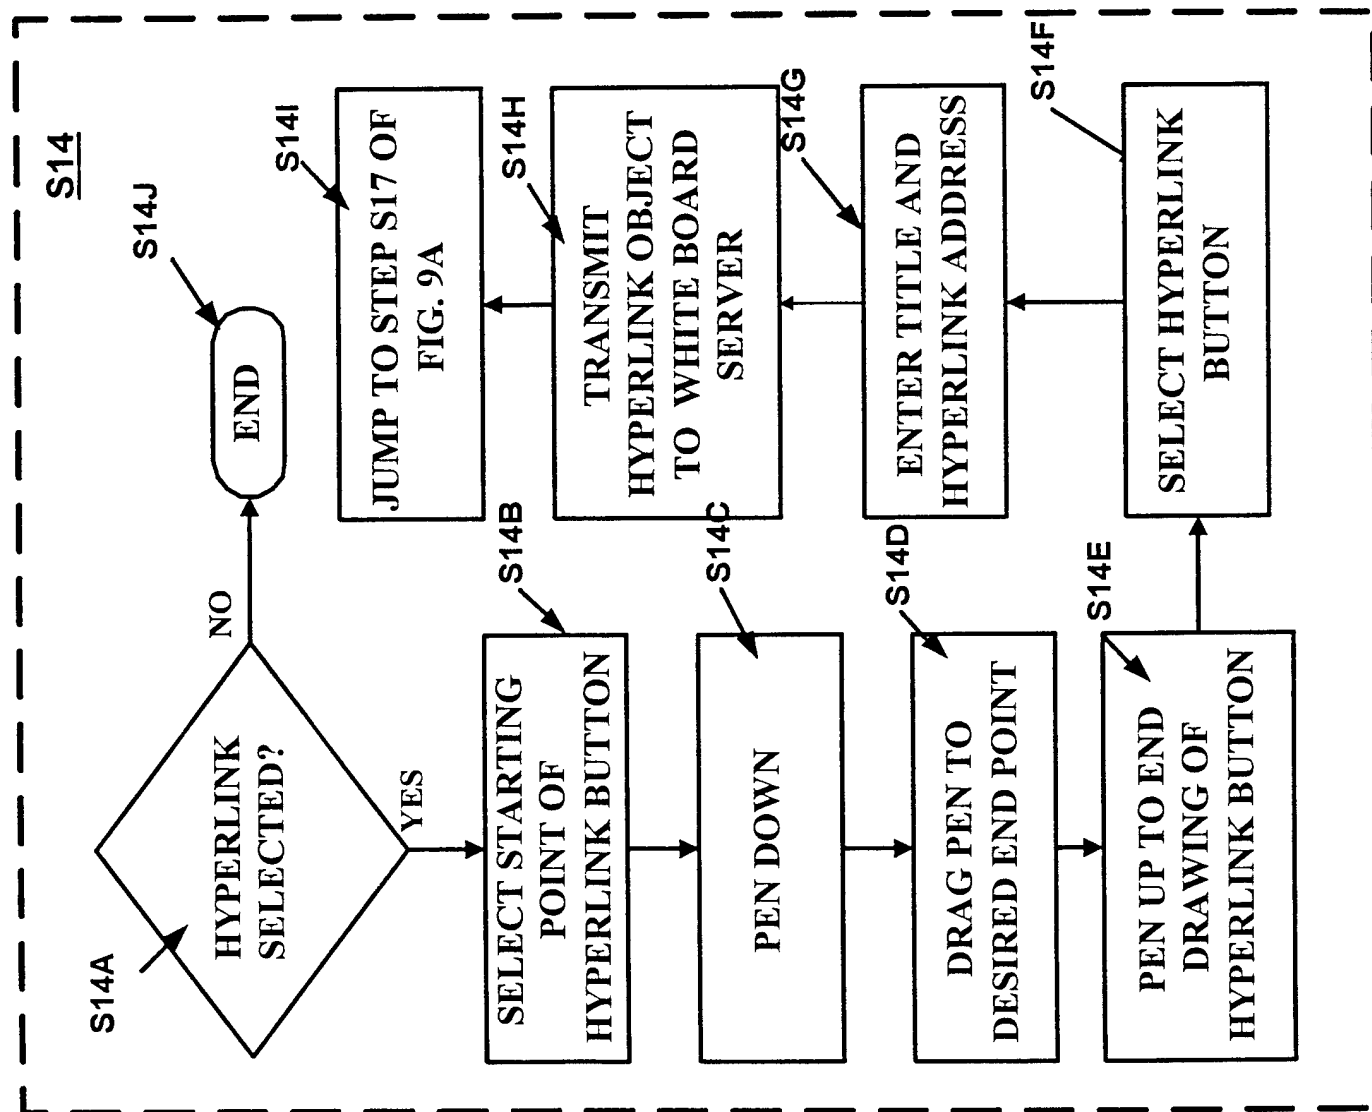 S14
S14A
HYPERLINK
SELECTED?
NO
YES
S14J
END
S14B
SELECT STARTING
POINT OF
HYPERLINK BUTTON
S14C
PEN DOWN
S14D
DRAG PEN TO
DESIRED END POINT
S14E
PEN UP TO END
DRAWING OF
HYPERLINK BUTTON
S14F
SELECT HYPERLINK
BUTTON
S14G
ENTER TITLE AND
HYPERLINK ADDRESS
S14H
TRANSMIT
HYPERLINK OBJECT
TO WHITE BOARD
SERVER
S14I
JUMP TO STEP S17 OF
FIG. 9A